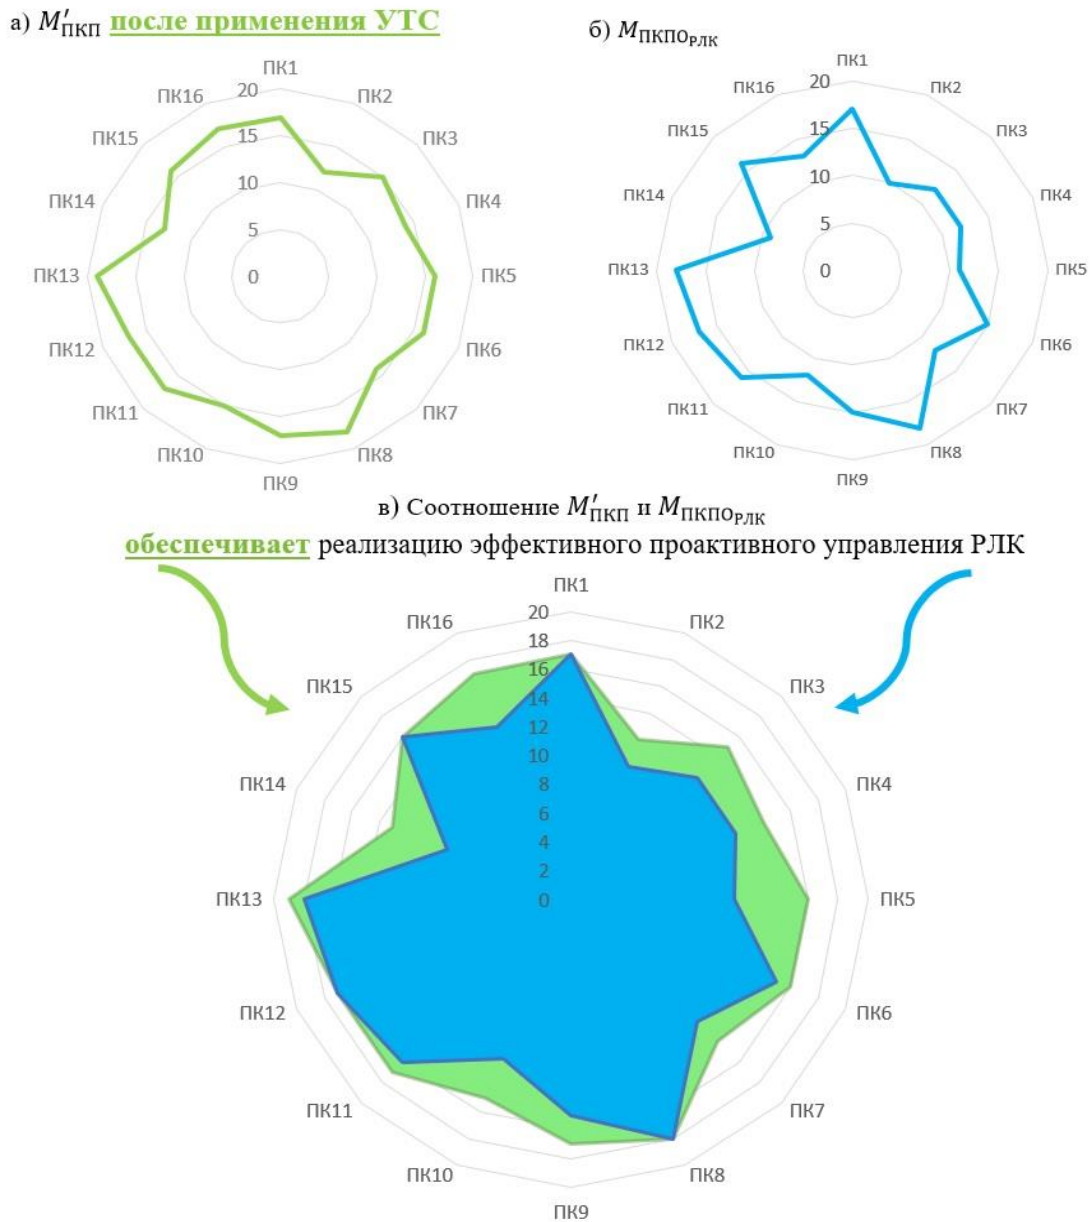 а) M′ПКП после применения УТС
ПК1
ПК2
ПК3
ПК4
ПК5
ПК6
ПК7
ПК8
ПК9
ПК10
ПК11
ПК12
ПК13
ПК14
ПК15
ПК16
20
15
10
5
0
б) MПКПОРЛК
ПК1
ПК2
ПК3
ПК4
ПК5
ПК6
ПК7
ПК8
ПК9
ПК10
ПК11
ПК12
ПК13
ПК14
ПК15
ПК16
20
15
10
5
0
в) Соотношение M′ПКП и MПКПОРЛК
обеспечивает реализацию эффективного проактивного управления РЛК
ПК1
ПК2
ПК3
ПК4
ПК5
ПК6
ПК7
ПК8
ПК9
ПК10
ПК11
ПК12
ПК13
ПК14
ПК15
ПК16
20
18
16
14
12
10
8
6
4
2
0